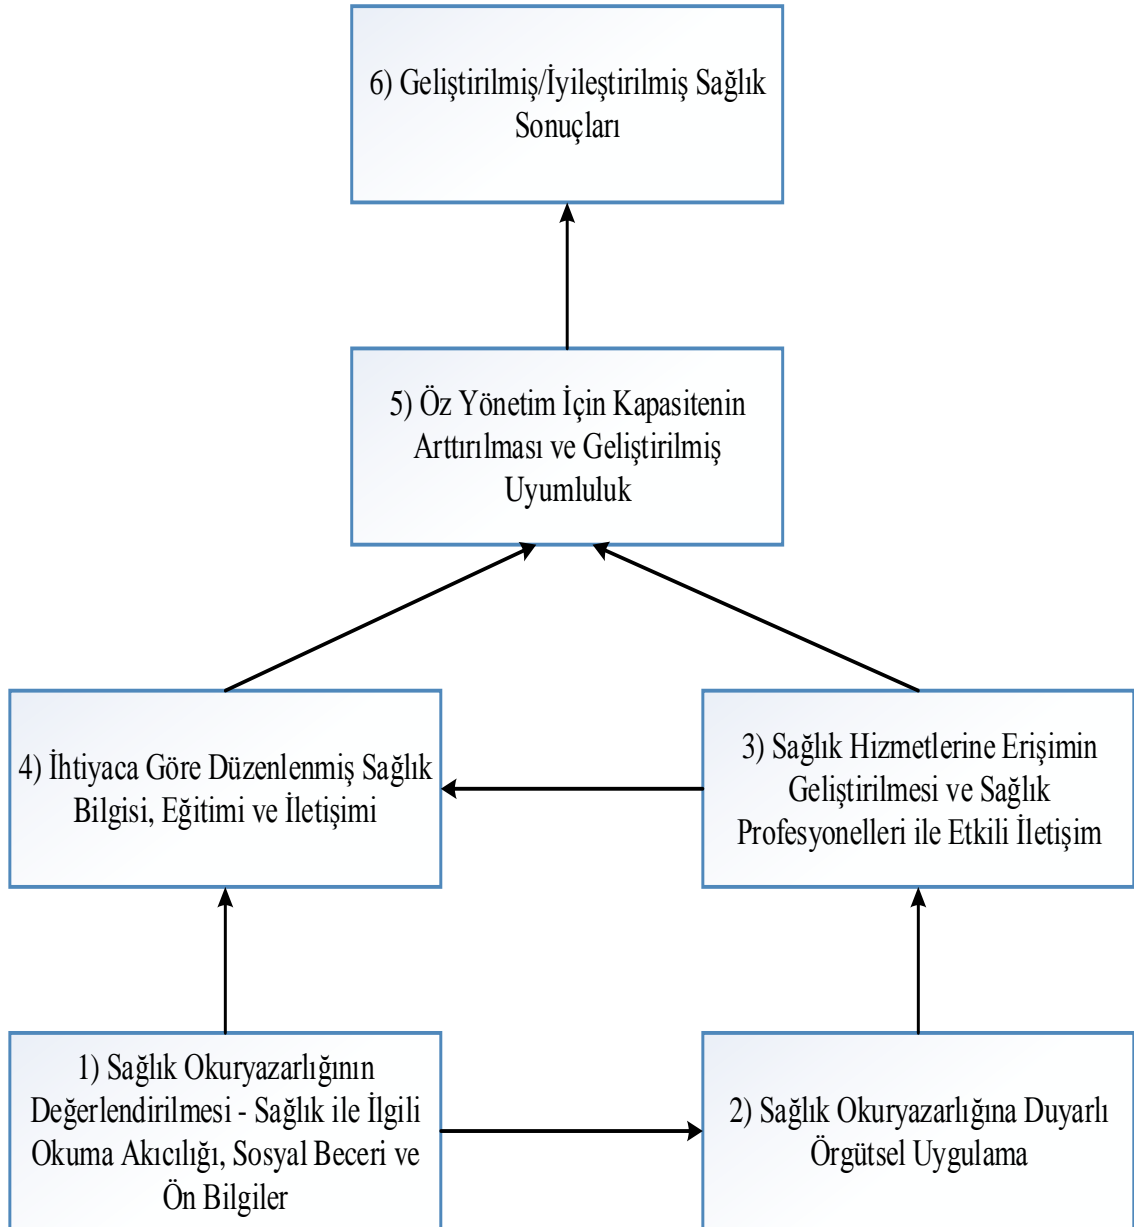 6) Geliştirilmiş/İyileştirilmiş Sağlık
Sonuçları
5) Öz Yönetim İçin Kapasitenin
Arttırılması ve Geliştirilmiş
Uyumluluk
4) İhtiyaca Göre Düzenlenmiş Sağlık
Bilgisi, Eğitimi ve İletişimi
3) Sağlık Hizmetlerine Erişimin
Geliştirilmesi ve Sağlık
Profesyonelleri ile Etkili İletişim
1) Sağlık Okuryazarlığının
Değerlendirilmesi - Sağlık ile İlgili
Okuma Akıcılığı, Sosyal Beceri ve
Ön Bilgiler
2) Sağlık Okuryazarlığına Duyarlı
Örgütsel Uygulama